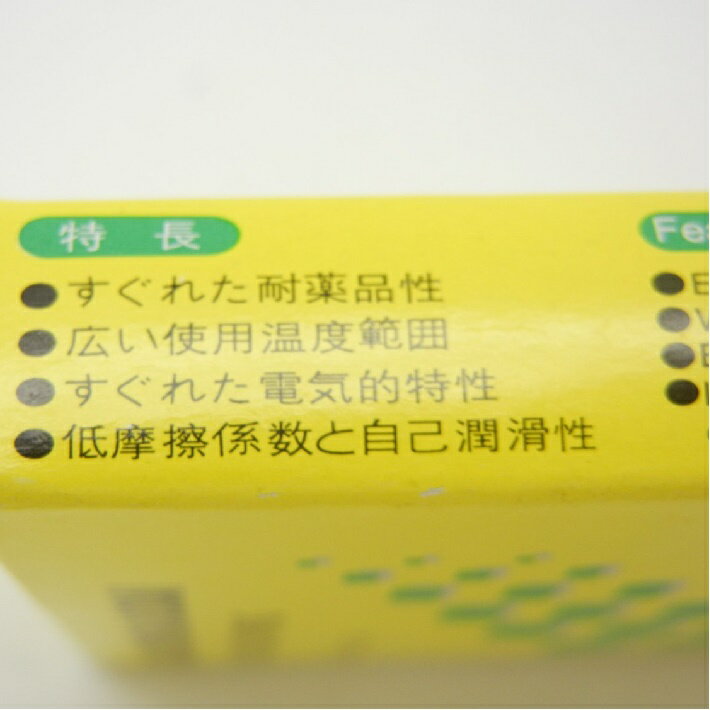 特 長
すぐれた耐薬品性
広い使用温度範囲
すぐれた電気的特性
低摩擦係数と自己潤滑性